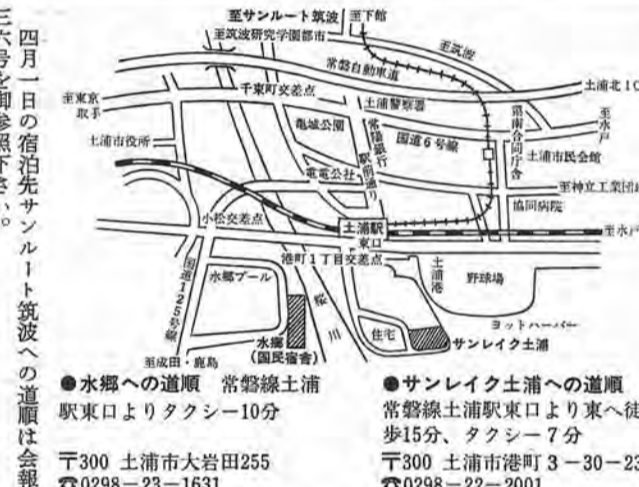 四月一日の宿泊先サンルート筑波への道順は会報
三六号を御参照下さい。
至サンルート筑波
至下館
至筑波研究学園都市
至筑波
常磐自動車道
土浦北IC
至東京
取手
千束町交差点
土浦警察署
至水戸
亀城公園
常陽銀行
国道6号線
県南合同庁舎
土浦市役所
駅前通り
土浦市民会館
電電公社
至神立工業団地
協同病院
小松交差点
土浦駅
東口
至水戸
港町1丁目交差点
国道125号線
水郷プール
桜川
土浦港
野球場
住宅
ヨットハーバー
水郷
(国民宿舎)
サンレイク土浦
至成田・鹿島
●水郷への道順 常磐線土浦
駅東口よりタクシー10分
〒300 土浦市大岩田255
☎0298-23-1631
●サンレイク土浦への道順
常磐線土浦駅東口より東へ徒
歩15分、タクシー7分
〒300 土浦市港町3-30-23
☎0298-22-2001